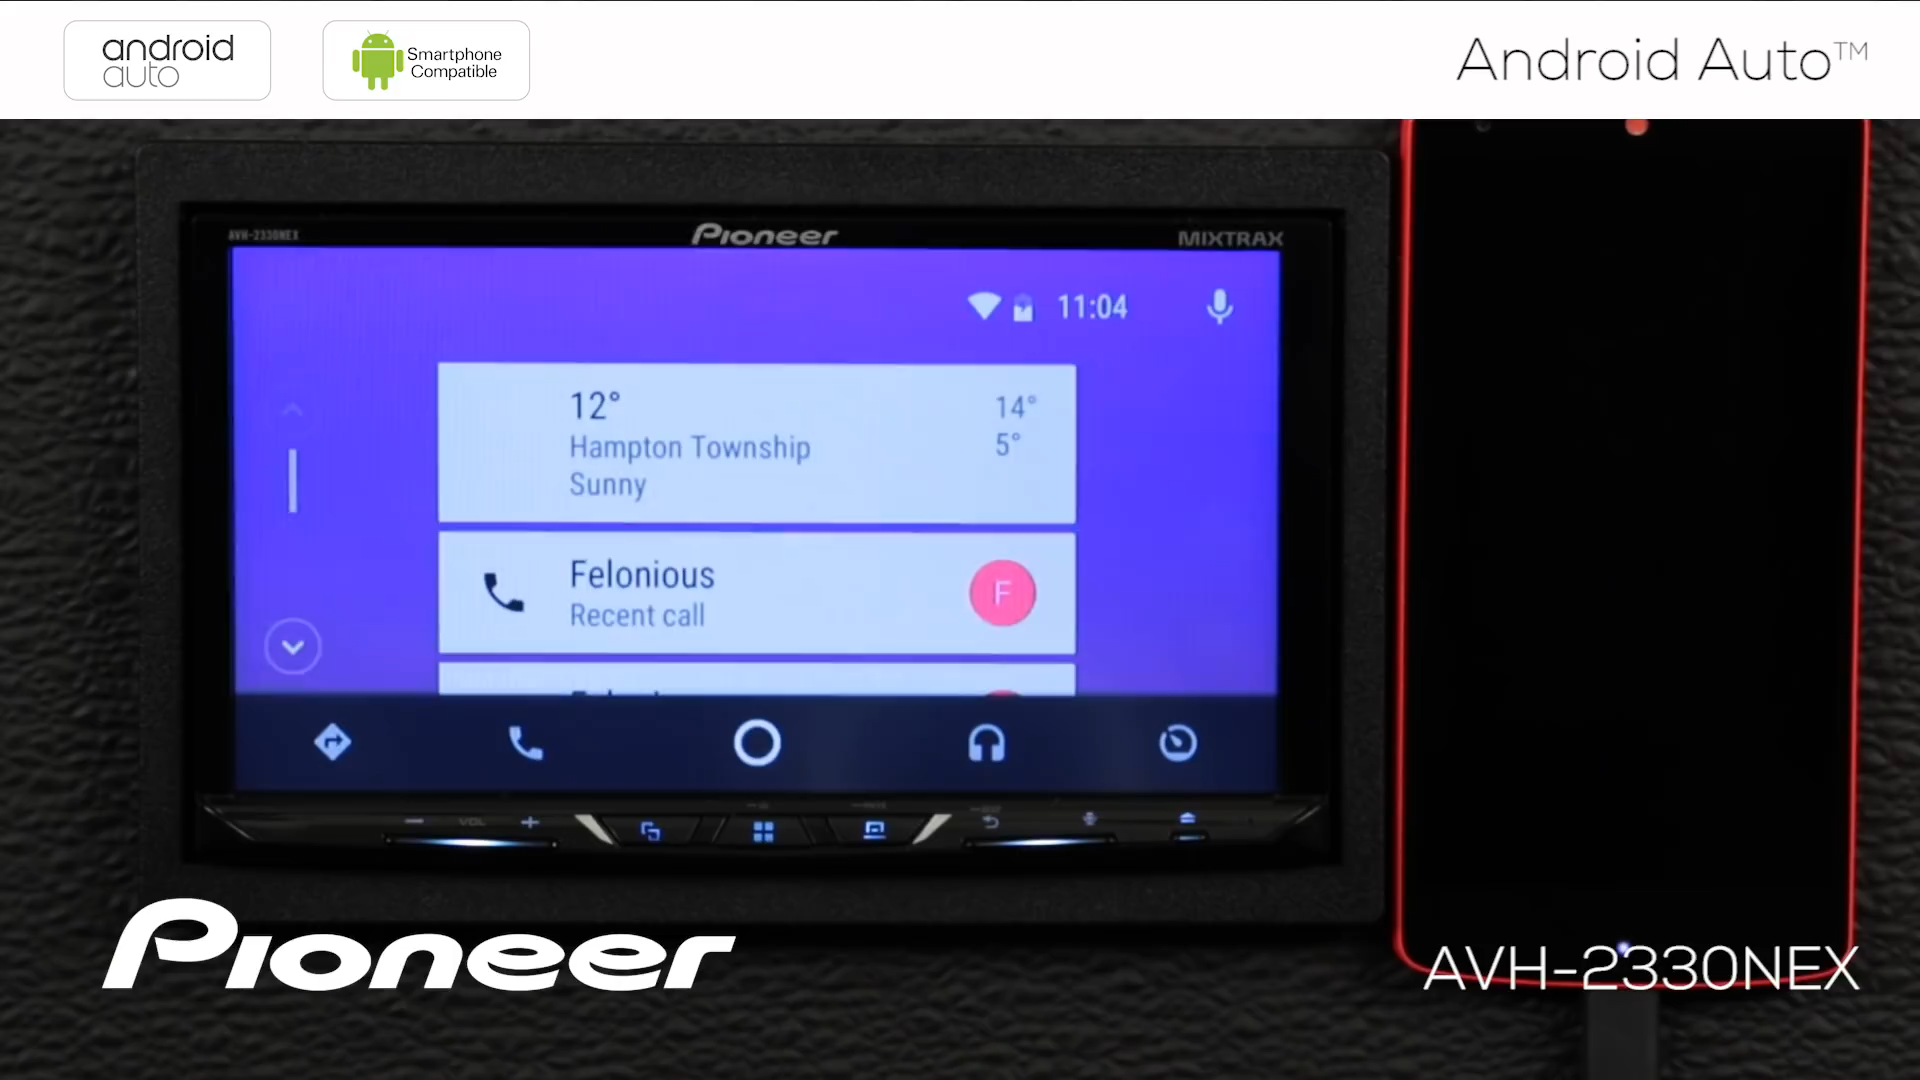 android
auto
Smartphone
Compatible
Android Auto™
AVH-2330NEX
Pioneer
MIXTRAX
11:04
12°
14°
Hampton Township
5°
Sunny
Felonious
Recent call
F
VOL
Pioneer
AVH-2330NEX